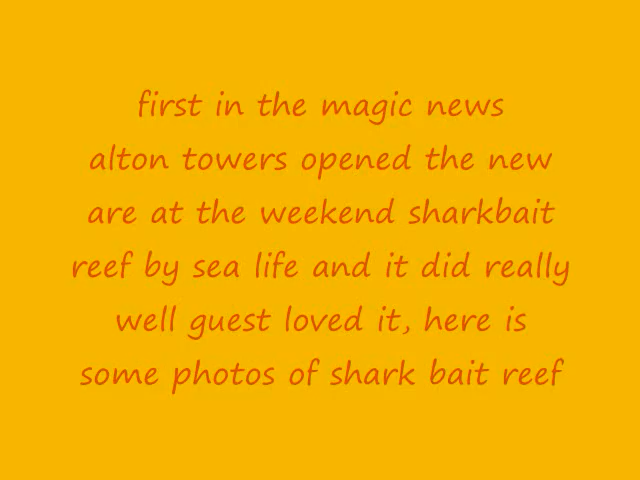 first in the magic news
alton towers opened the new
are at the weekend sharkbait
reef by sea life and it did really
well guest loved it, here is
some photos of shark bait reef